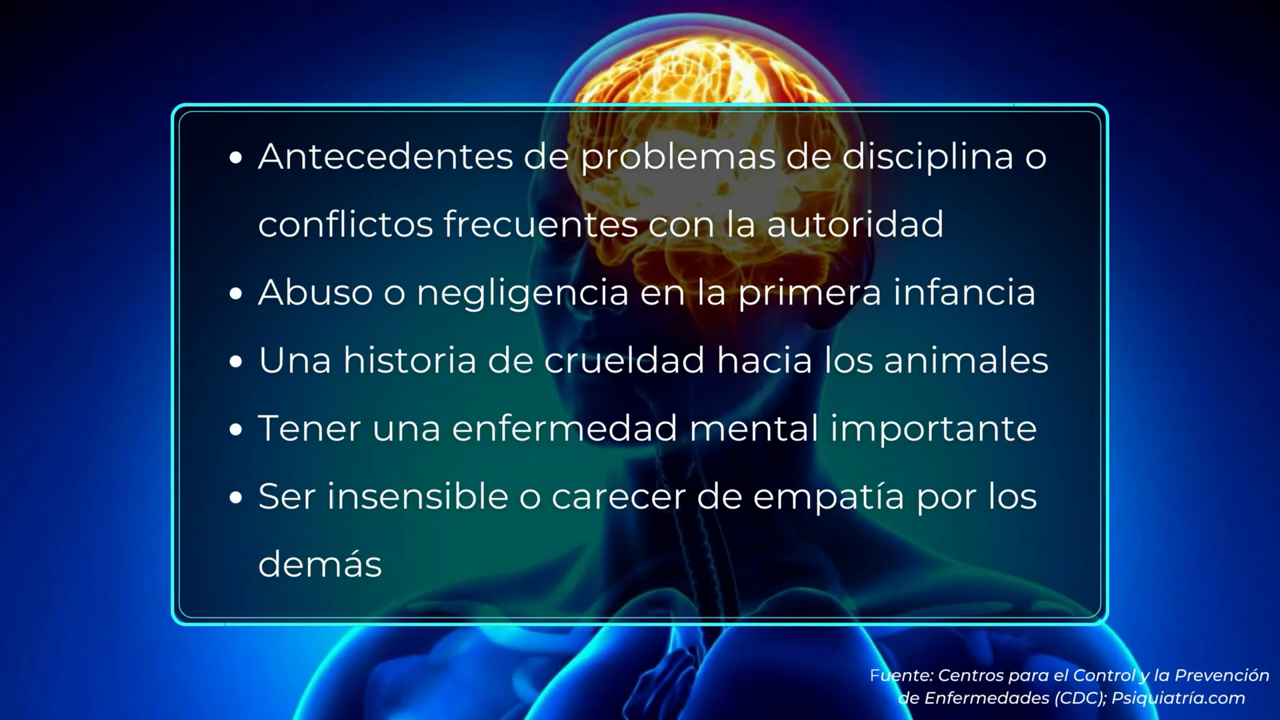 • Antecedentes de problemas de disciplina o
conflictos frecuentes con la autoridad
• Abuso o negligencia en la primera infancia
• Una historia de crueldad hacia los animales
• Tener una enfermedad mental importante
• Ser insensible o carecer de empatía por los
demás
Fuente: Centros para el Control y la Prevención
de Enfermedades (CDC); Psiquiatría.com